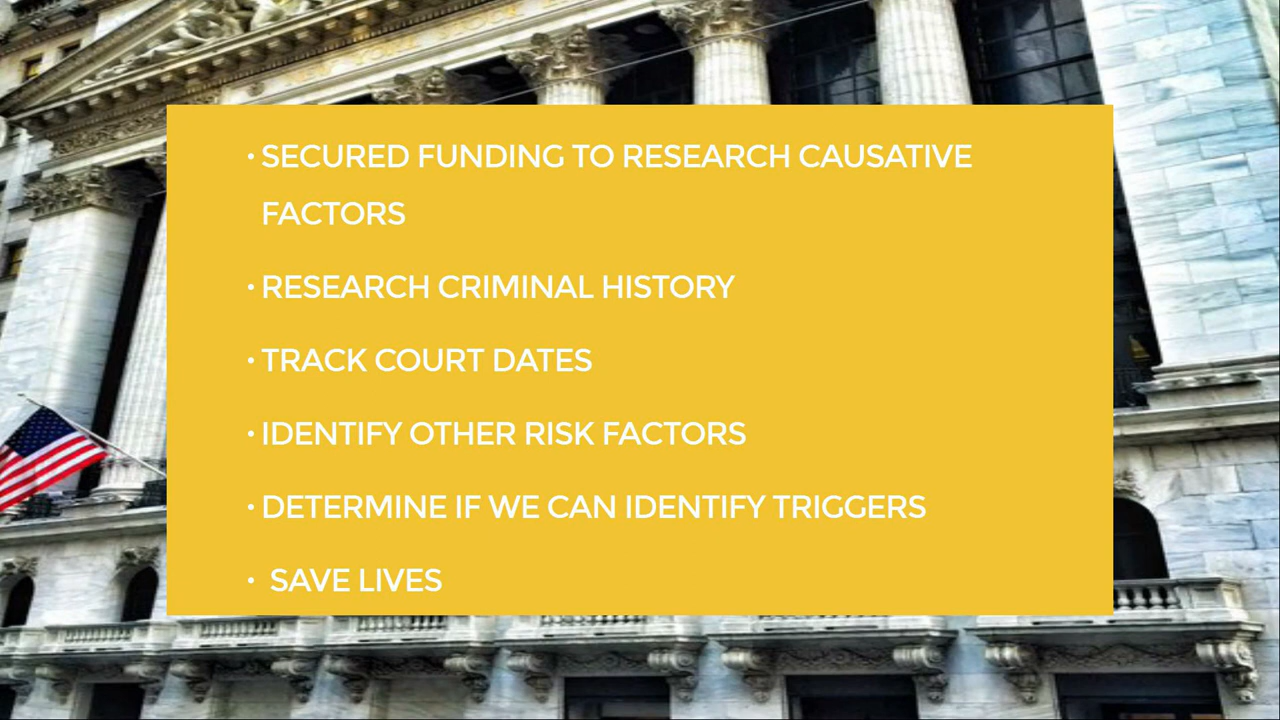 • SECURED FUNDING TO RESEARCH CAUSATIVE
FACTORS
• RESEARCH CRIMINAL HISTORY
• TRACK COURT DATES
• IDENTIFY OTHER RISK FACTORS
• DETERMINE IF WE CAN IDENTIFY TRIGGERS
• SAVE LIVES